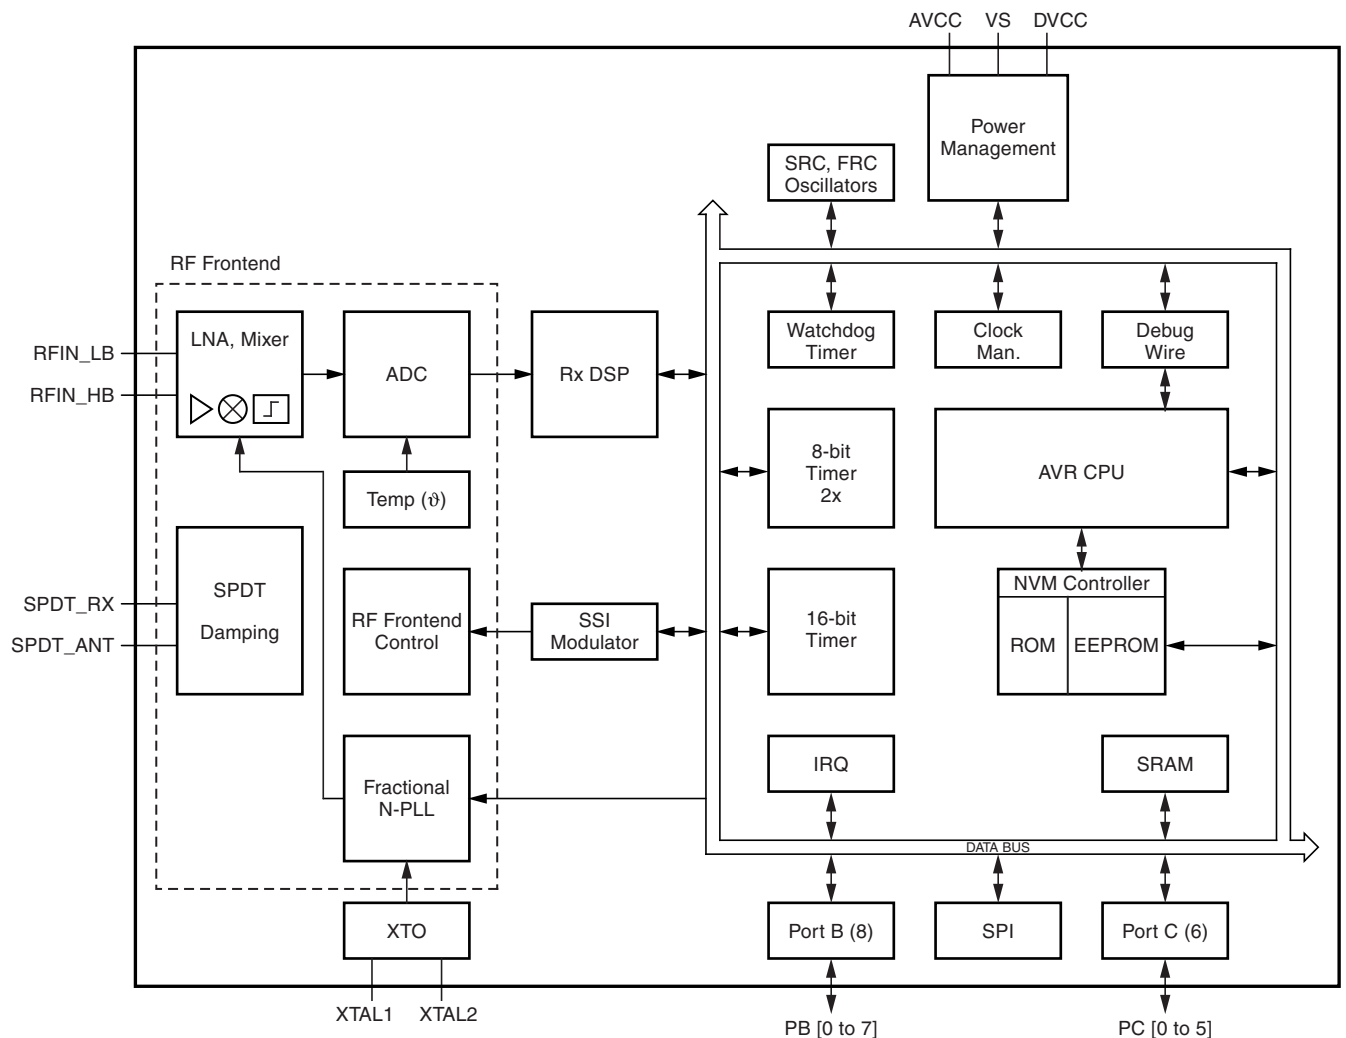 AVCC VS DVCC
Power
Management
SRC, FRC
Oscillators
RF Frontend
LNA, Mixer
ADC
Rx DSP
Watchdog
Timer
Clock
Man.
Debug
Wire
RFIN_LB
RFIN_HB
Temp (ϑ)
8-bit
Timer
2x
AVR CPU
SPDT
Damping
SPDT_RX
SPDT_ANT
RF Frontend
Control
SSI
Modulator
16-bit
Timer
NVM Controller
ROM
EEPROM
Fractional
N-PLL
IRQ
SRAM
DATA BUS
XTO
Port B (8)
SPI
Port C (6)
XTAL1 XTAL2
PB [0 to 7]
PC [0 to 5]